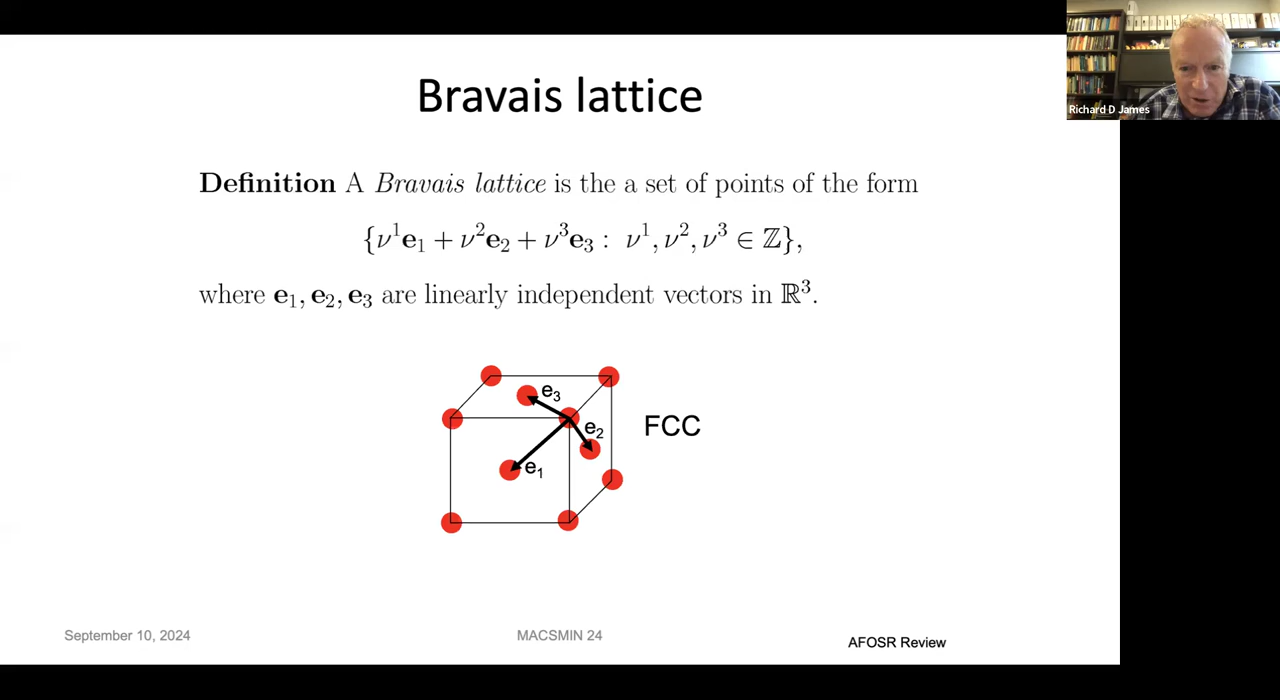 Richard D James
Bravais lattice
Definition A Bravais lattice is the a set of points of the form
{ν¹e₁ + ν²e₂ + ν³e₃ : ν¹, ν², ν³ ∈ ℤ},
where e₁, e₂, e₃ are linearly independent vectors in ℝ³.
e₃
e₂
FCC
e₁
September 10, 2024
MACSMIN 24
AFOSR Review